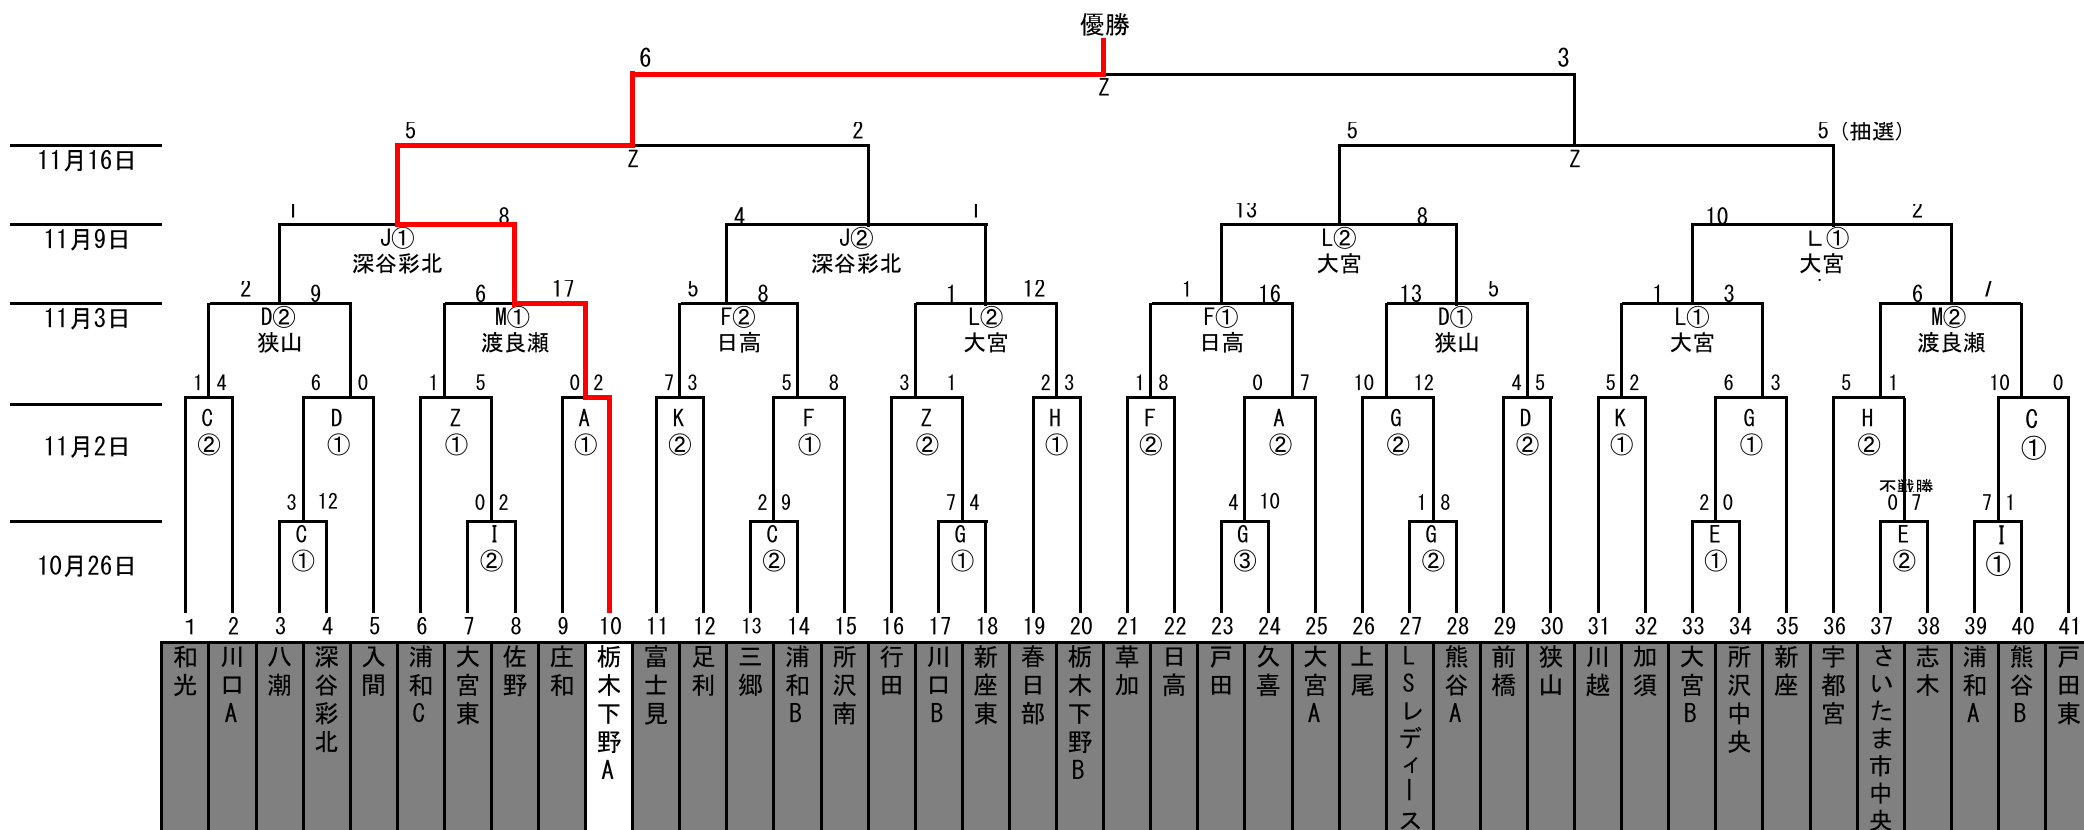 優勝
6 3
Z
5 2 5 5 (抽選)
11月16日 Z Z
8 4 13 8 10 2
11月9日 J① J② L② L①
深谷彩北 深谷彩北 大宮 大宮
2 9 6 17 5 8 1 12 1 16 13 5 1 3 6
11月3日 D② M① F② L② F① D① L① M②
狭山 渡良瀬 日高 大宮 日高 狭山 大宮 渡良瀬
1 4 6 0 1 5 0 2 7 3 5 8 3 1 2 3 1 8 0 7 10 12 4 5 5 2 6 3 5 1 10 0
C D Z A K F Z H F A G D K G H C
11月2日 ② ① ① ① ② ① ② ① ② ② ② ② ① ① ② ①
不戦勝
3 12 0 2 2 9 7 4 4 10 1 8 2 0 0 7 7 1
C I C G G G E E I
10月26日 ① ② ② ① ③ ② ① ② ①
1 2 3 4 5 6 7 8 9 10 11 12 13 14 15 16 17 18 19 20 21 22 23 24 25 26 27 28 29 30 31 32 33 34 35 36 37 38 39 40 41
和光
川口A
八潮
深谷彩北
入間
浦和C
大宮東
佐野
庄和
栃木下野A
富士見
足利
三郷
浦和B
所沢南
行田
川口B
新座東
春日部
栃木下野B
草加
日高
戸田
久喜
大宮A
上尾
LSレディース
熊谷A
前橋
狭山
川越
加須
大宮B
所沢中央
新座
宇都宮
さいたま市中央
志木
浦和A
熊谷B
戸田東